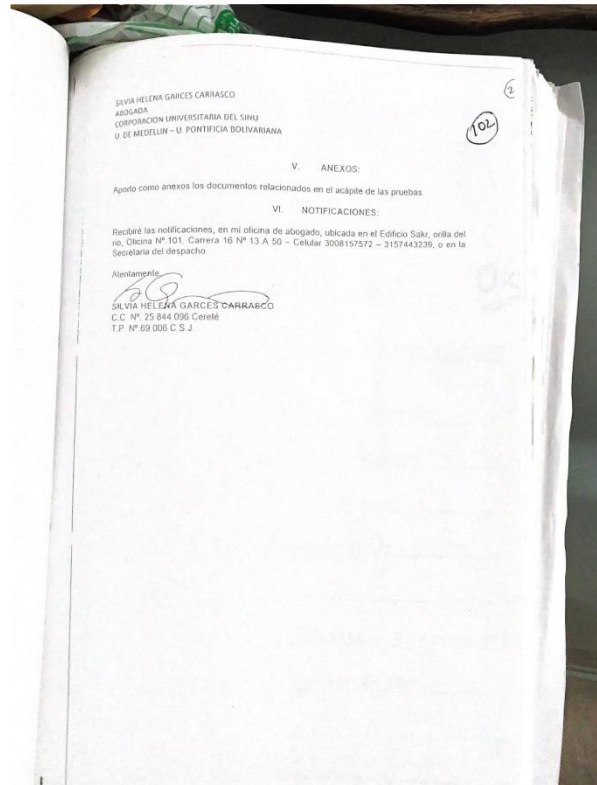 SILVIA HELENA GARCES CARRASCO
ABOGADA
CORPORACION UNIVERSITARIA DEL SINU
U. DE MEDELLIN – U. PONTIFICIA BOLIVARIANA
2
102
V. ANEXOS:
Aporto como anexos los documentos relacionados en el acápite de las pruebas
VI. NOTIFICACIONES:
Recibiré las notificaciones, en mi oficina de abogado, ubicada en el Edificio Sakr, orilla del
rio, Oficina Nº 101, Carrera 16 Nº 13 A 50 – Celular 3008157572 – 3157443239, o en la
Secretaria del despacho
Atentamente,
SILVIA HELENA GARCES CARRASCO
C.C Nº. 25 844 096 Cereté
T.P Nº 69 006 C.S.J.